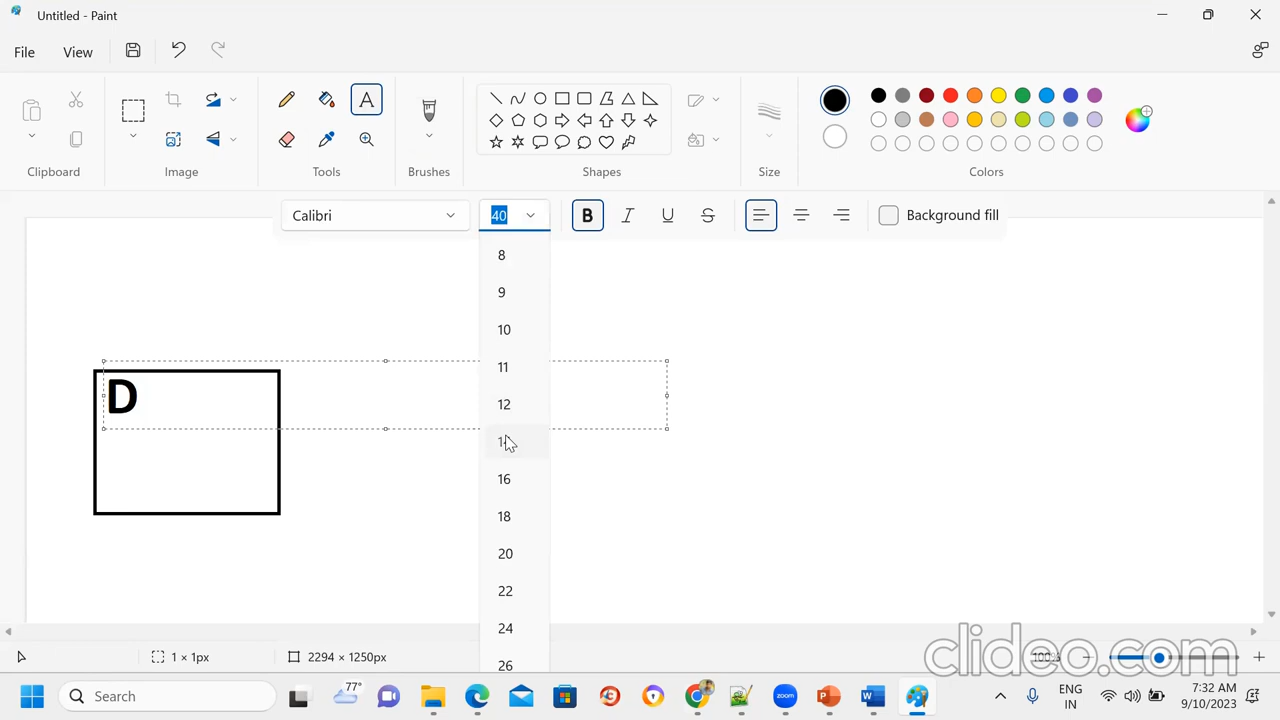 Untitled - Paint
File View
Clipboard Image Tools Brushes Shapes Size Colors
Calibri 40 B I U S Background fill
8
9
10
11
12
16
18
20
22
24
26
D
1 × 1px 2294 × 1250px 100%
clideo.com
Search 77° zoom ENG IN 7:32 AM 9/10/2023